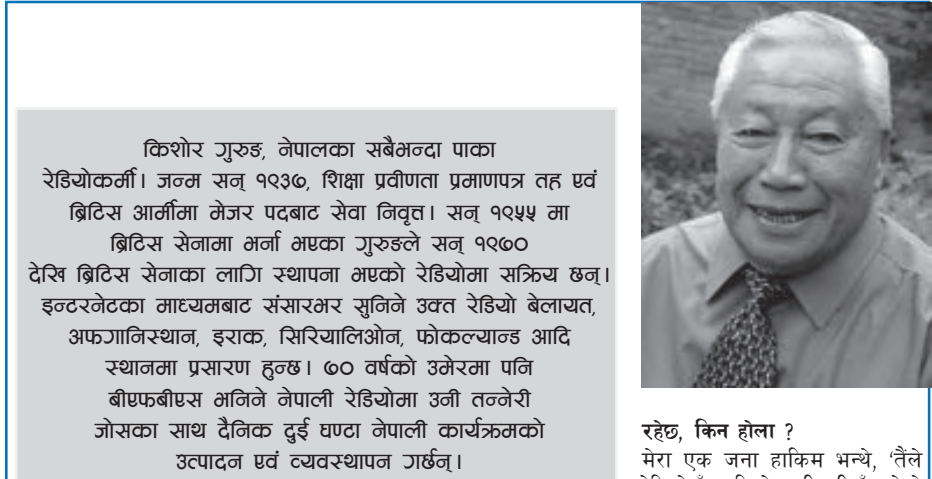 किशोर गुरुङ, नेपालका सबैभन्दा पाका
रेडियोकर्मी। जन्म सन् १९३७, शिक्षा प्रवीणता प्रमाणपत्र तह एवं
ब्रिटिस आर्मीमा मेजर पदबाट सेवा निवृत्त। सन् १९५५ मा
ब्रिटिस सेनामा भर्ना भएका गुरुङले सन् १९७०
देखि ब्रिटिस सेनाका लागि स्थापना भएको रेडियोमा सक्रिय छन्।
इन्टरनेटका माध्यमबाट संसारभर सुनिने उक्त रेडियो बेलायत,
अफगानिस्थान, इराक, सिरियालिओन, फोकल्यान्ड आदि
स्थानमा प्रसारण हुन्छ। ७० वर्षको उमेरमा पनि
बीएफबीएस भनिने नेपाली रेडियोमा उनी तन्नेरी
जोसका साथ दैनिक दुई घण्टा नेपाली कार्यक्रमको
उत्पादन एवं व्यवस्थापन गर्छन्।
रहेछ, किन होला ?
मेरा एक जना हाकिम भन्थे, ‘तैंले